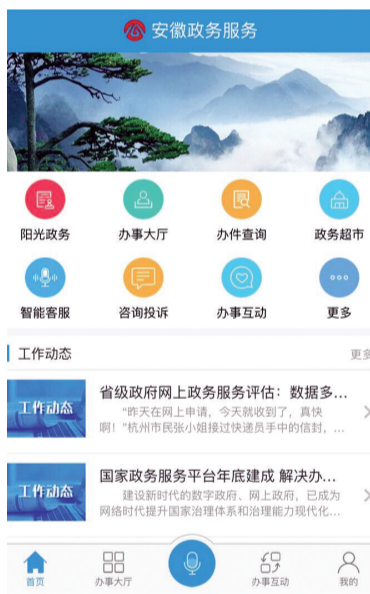 安徽政务服务
阳光政务 办事大厅 办件查询 政务超市
智能客服 咨询投诉 办事互动 更多
工作动态 更多
工作动态
省级政府网上政务服务评估：数据多...
“昨天在网上申请，今天就收到了，真快
啊！”杭州市民张小姐接过快递员手中的信封，...
工作动态
国家政务服务平台年底建成 解决办...
建设新时代的数字政府、网上政府，已成为
网络时代提升国家治理体系和治理能力现代化...
首页 办事大厅 办事互动 我的